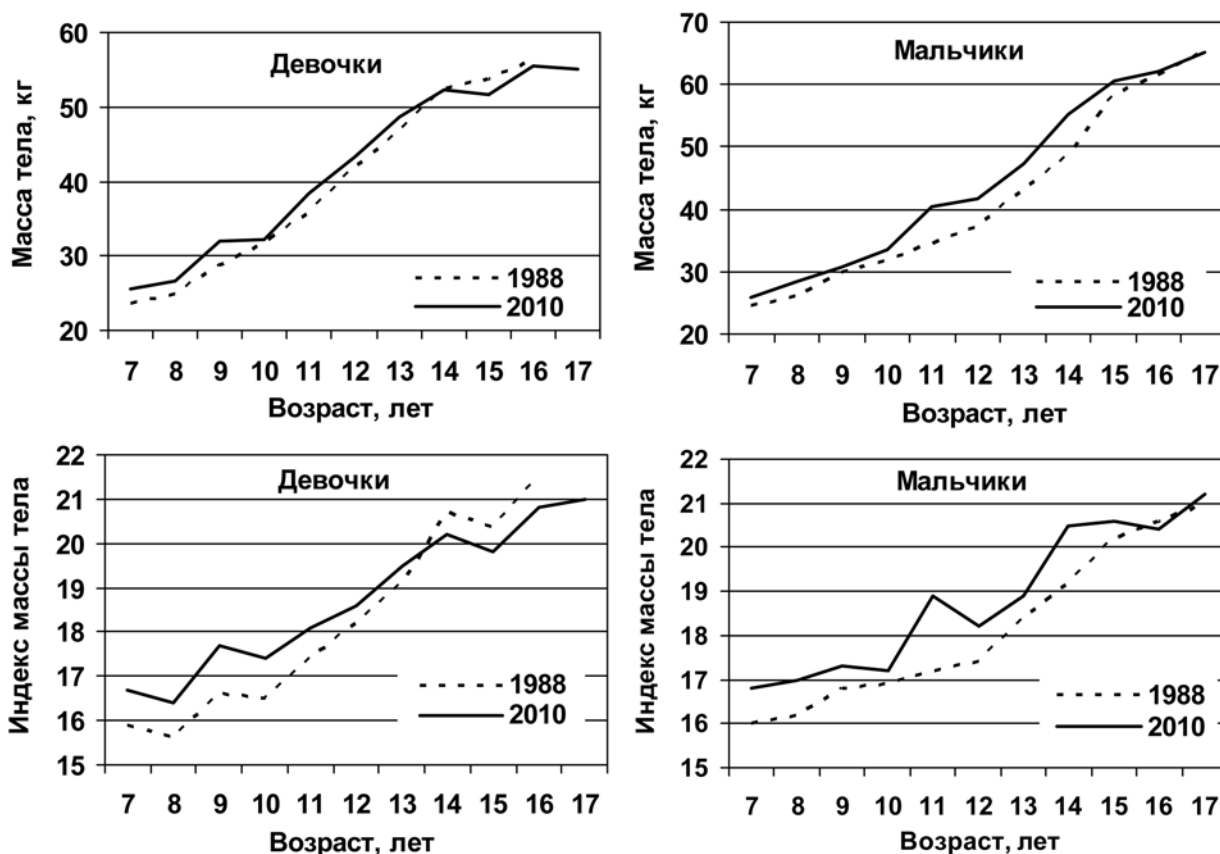 Масса тела, кг
60
50
40
30
20
Девочки
1988
2010
7 8 9 10 11 12 13 14 15 16 17
Возраст, лет
Масса тела, кг
70
60
50
40
30
20
Мальчики
1988
2010
7 8 9 10 11 12 13 14 15 16 17
Возраст, лет
Индекс массы тела
22
21
20
19
18
17
16
15
Девочки
1988
2010
7 8 9 10 11 12 13 14 15 16 17
Возраст, лет
Индекс массы тела
22
21
20
19
18
17
16
15
Мальчики
1988
2010
7 8 9 10 11 12 13 14 15 16 17
Возраст, лет